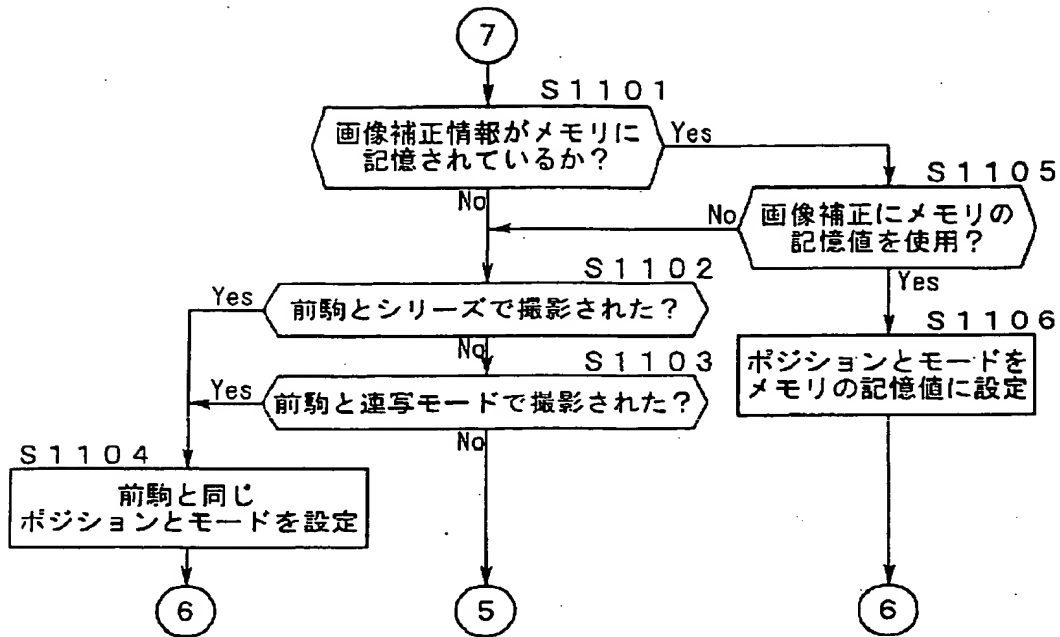 7
S1101
画像補正情報がメモリに
記憶されているか?
Yes
No
S1105
画像補正にメモリの
記憶値を使用?
No
Yes
S1102
前駒とシリーズで撮影された?
Yes
No
S1106
ポジションとモードを
メモリの記憶値に設定
S1103
前駒と連写モードで撮影された?
Yes
No
S1104
前駒と同じ
ポジションとモードを設定
6
5
6